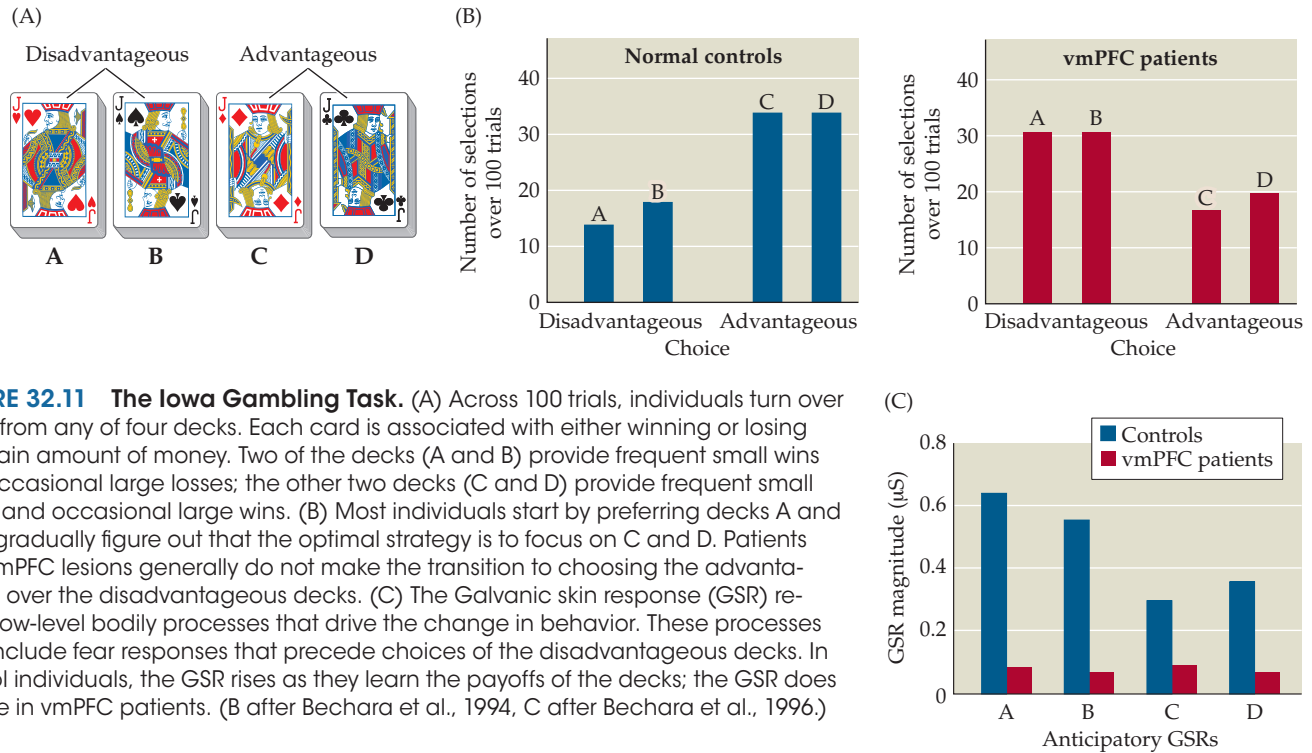 (A)
Disadvantageous
Advantageous
J
J
J
J
J
J
J
J
A
B
C
D
(B)
Normal controls
Number of selections
over 100 trials
40
30
20
10
0
A
B
C
D
Disadvantageous
Advantageous
Choice
vmPFC patients
Number of selections
over 100 trials
40
30
20
10
0
A
B
C
D
Disadvantageous
Advantageous
Choice
RE 32.11 The Iowa Gambling Task. (A) Across 100 trials, individuals turn over
from any of four decks. Each card is associated with either winning or losing
ain amount of money. Two of the decks (A and B) provide frequent small wins
ccasional large losses; the other two decks (C and D) provide frequent small
and occasional large wins. (B) Most individuals start by preferring decks A and
gradually figure out that the optimal strategy is to focus on C and D. Patients
mPFC lesions generally do not make the transition to choosing the advanta-
over the disadvantageous decks. (C) The Galvanic skin response (GSR) re-
ow-level bodily processes that drive the change in behavior. These processes
nclude fear responses that precede choices of the disadvantageous decks. In
ol individuals, the GSR rises as they learn the payoffs of the decks; the GSR does
e in vmPFC patients. (B after Bechara et al., 1994, C after Bechara et al., 1996.)
(C)
Controls
vmPFC patients
GSR magnitude (µS)
0.8
0.6
0.4
0.2
0
A
B
C
D
Anticipatory GSRs